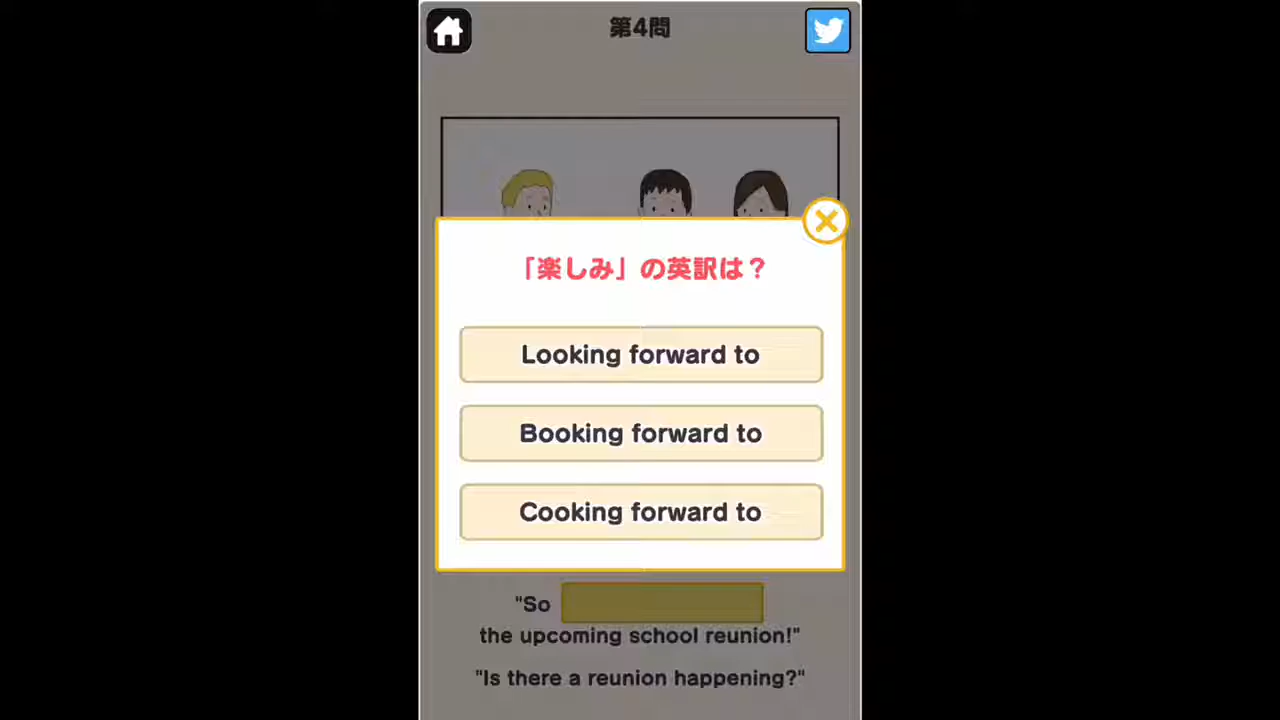 第4問
「楽しみ」の英訳は？
Looking forward to
Booking forward to
Cooking forward to
"So
the upcoming school reunion!"
"Is there a reunion happening?"